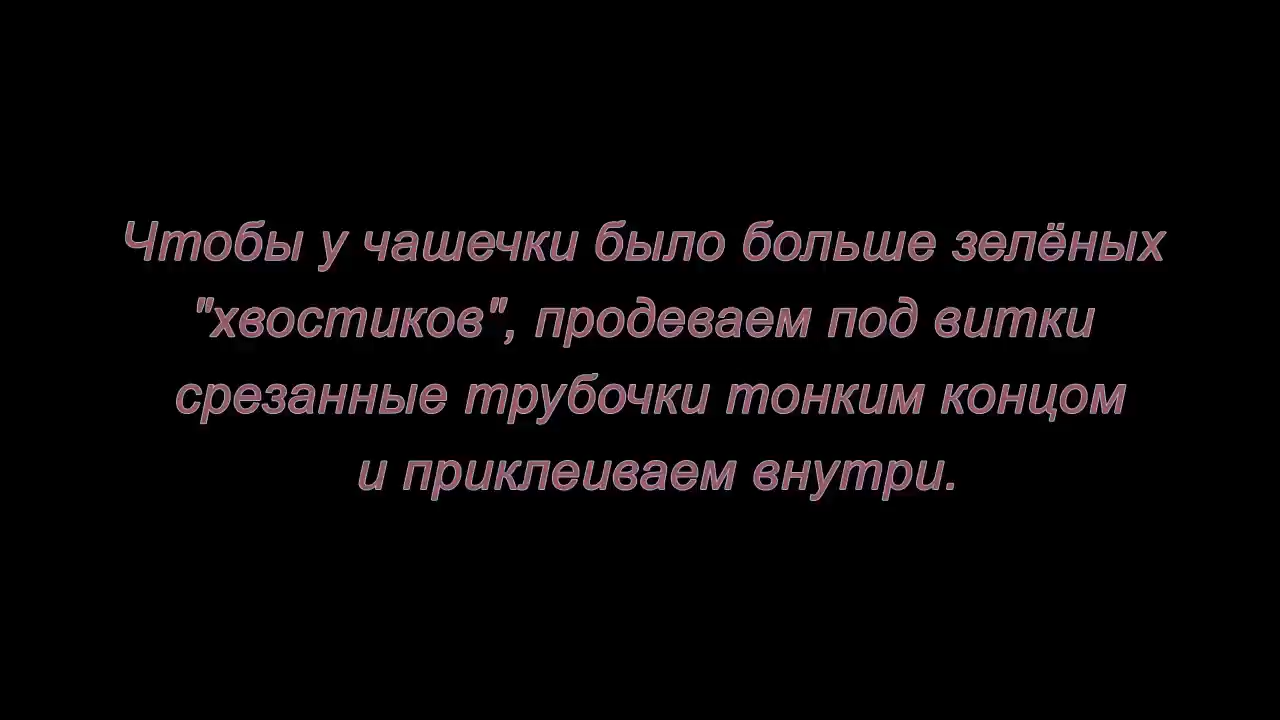 Чтобы у чашечки было больше зелёных
"хвостиков", продеваем под витки
срезанные трубочки тонким концом
и приклеиваем внутри.